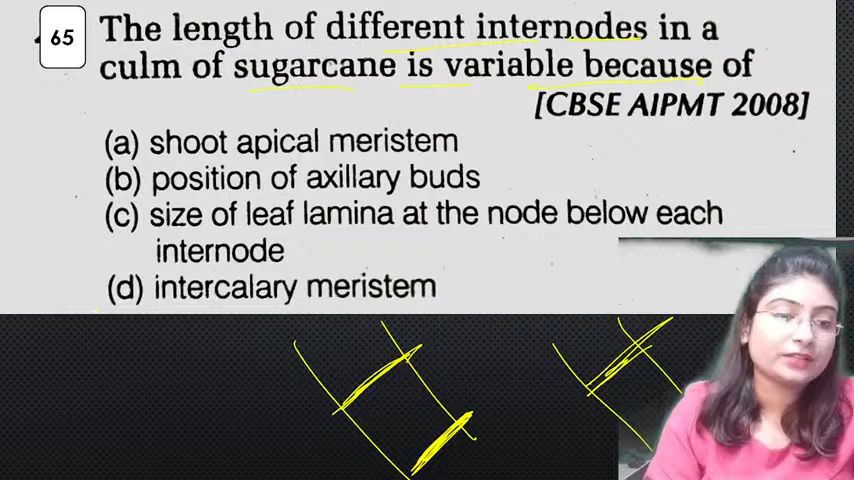 65 The length of different internodes in a
culm of sugarcane is variable because of
[CBSE AIPMT 2008]
(a) shoot apical meristem
(b) position of axillary buds
(c) size of leaf lamina at the node below each
internode
(d) intercalary meristem